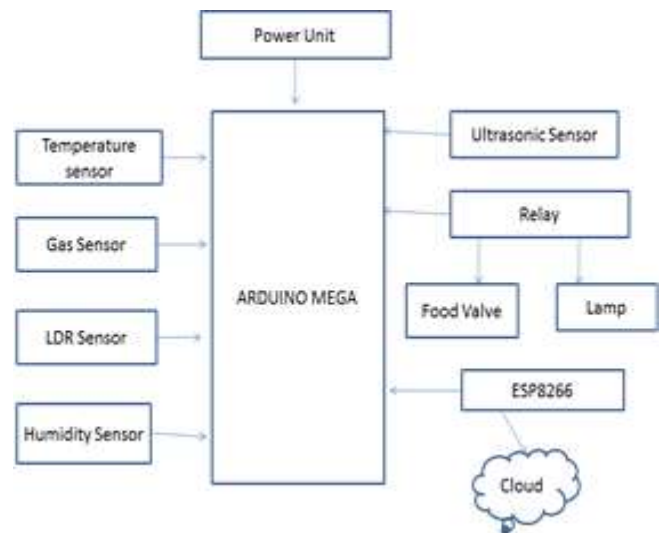 Power Unit
Temperature
sensor
Gas Sensor
LDR Sensor
Humidity Sensor
ARDUINO MEGA
Ultrasonic Sensor
Relay
Food Valve
Lamp
ESP8266
Cloud